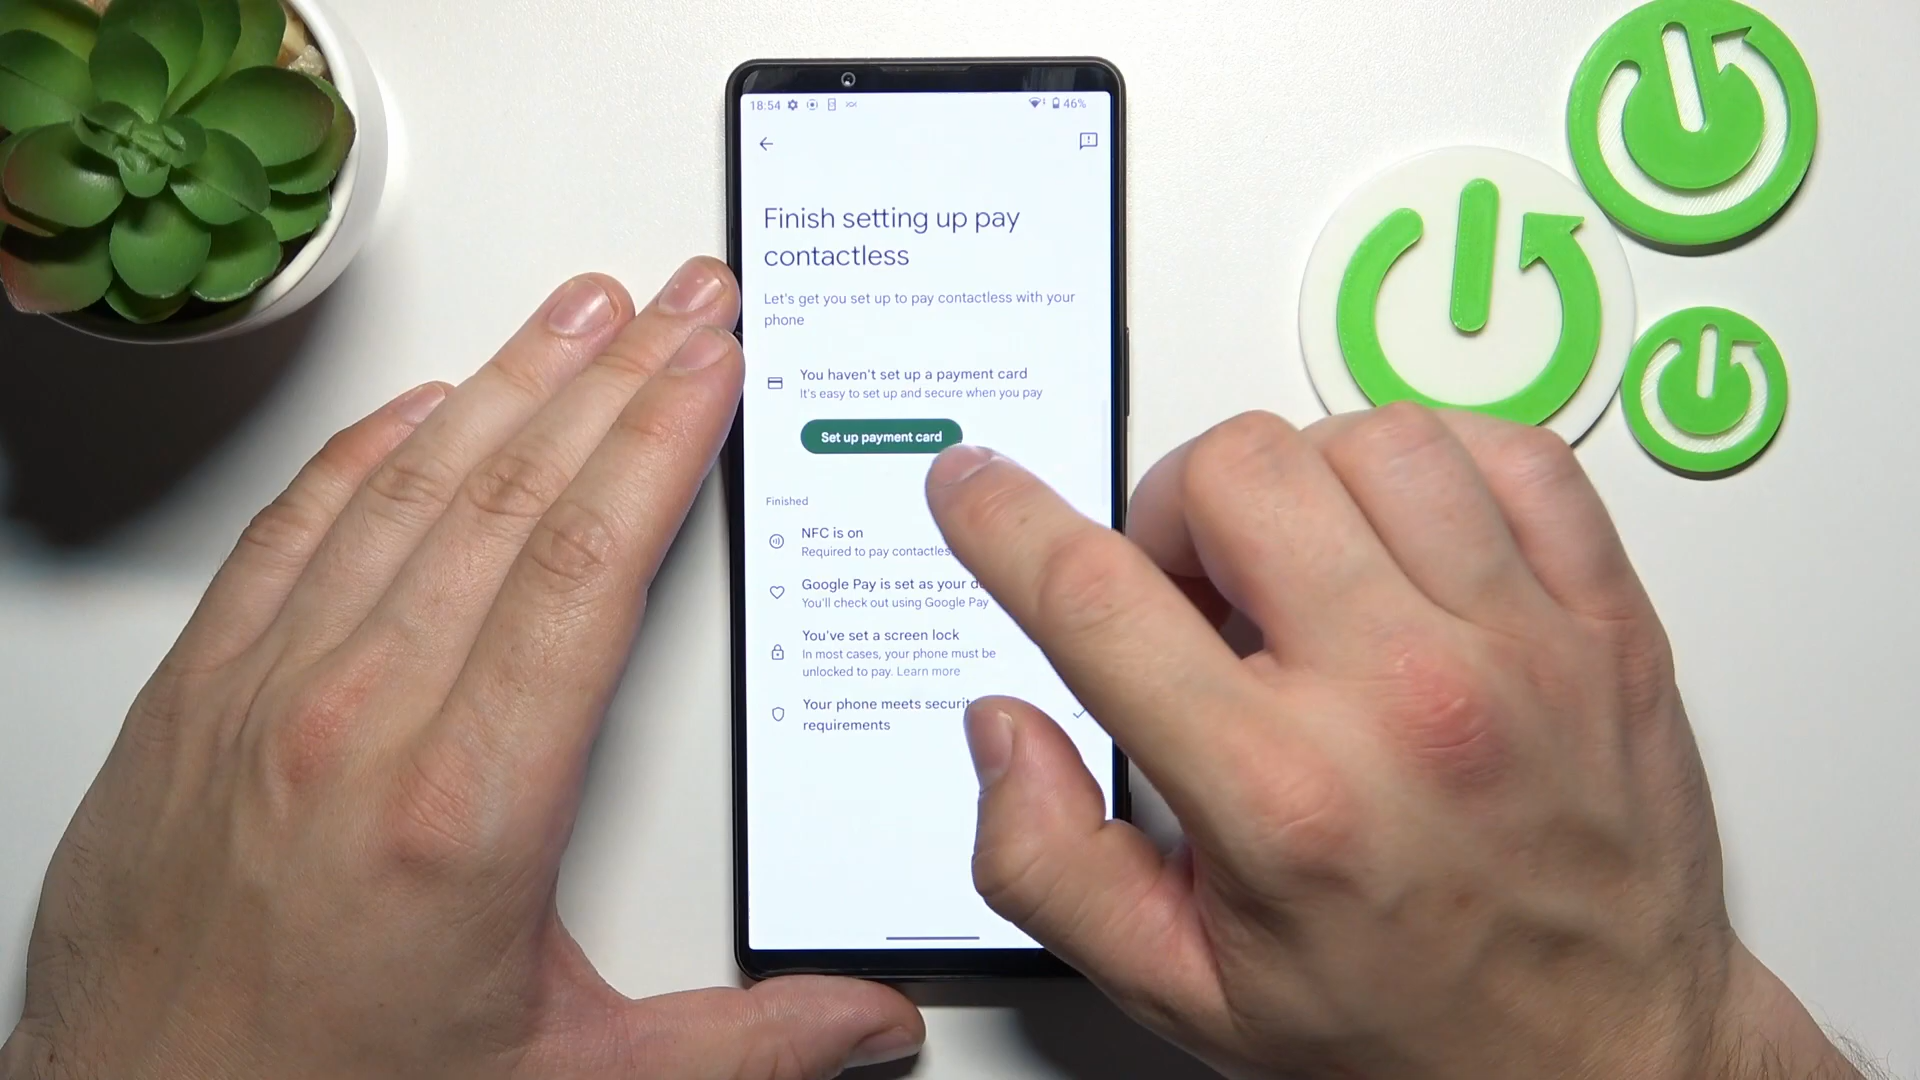 18:54
46%
Finish setting up pay
contactless
Let's get you set up to pay contactless with your
phone
You haven't set up a payment card
It's easy to set up and secure when you pay
Set up payment card
Finished
NFC is on
Required to pay
Google Pay is set as your
You'll check out using Google Pay
You've set a screen lock
In most cases, your phone must be
unlocked to pay. Learn more
Your phone meets
requirements